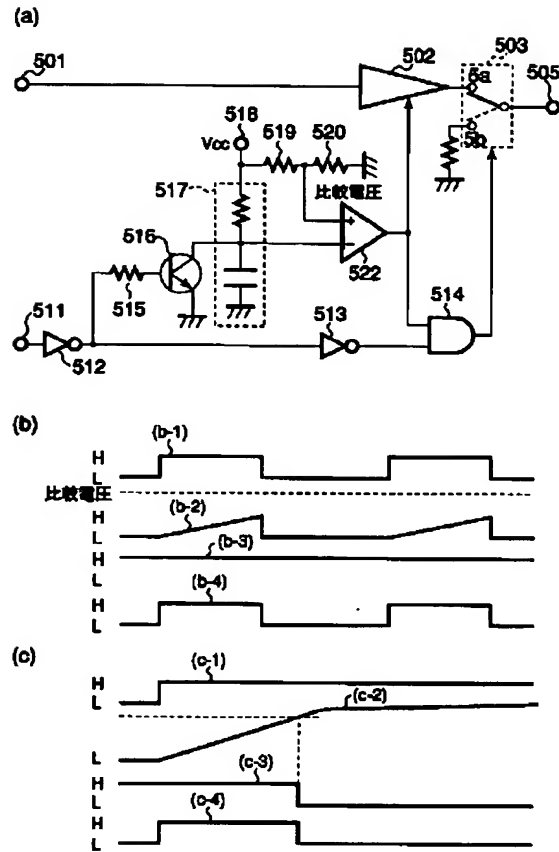 (a)
501
502
503
5a
505
5b
518
Vcc
519
520
517
比較電圧
516
522
515
514
511
512
513
(b)
(b-1)
H
L
比較電圧
(b-2)
H
L
(b-3)
H
L
(b-4)
H
L
(c)
(c-1)
H
L
(c-2)
L
(c-3)
H
L
(c-4)
H
L